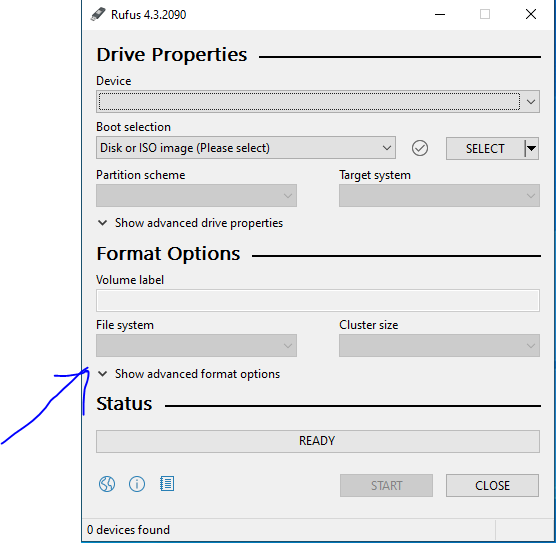 Rufus 4.3.2090
Drive Properties
Device
Boot selection
Disk or ISO image (Please select)
SELECT
Partition scheme
Target system
Show advanced drive properties
Format Options
Volume label
File system
Cluster size
Show advanced format options
Status
READY
START
CLOSE
0 devices found